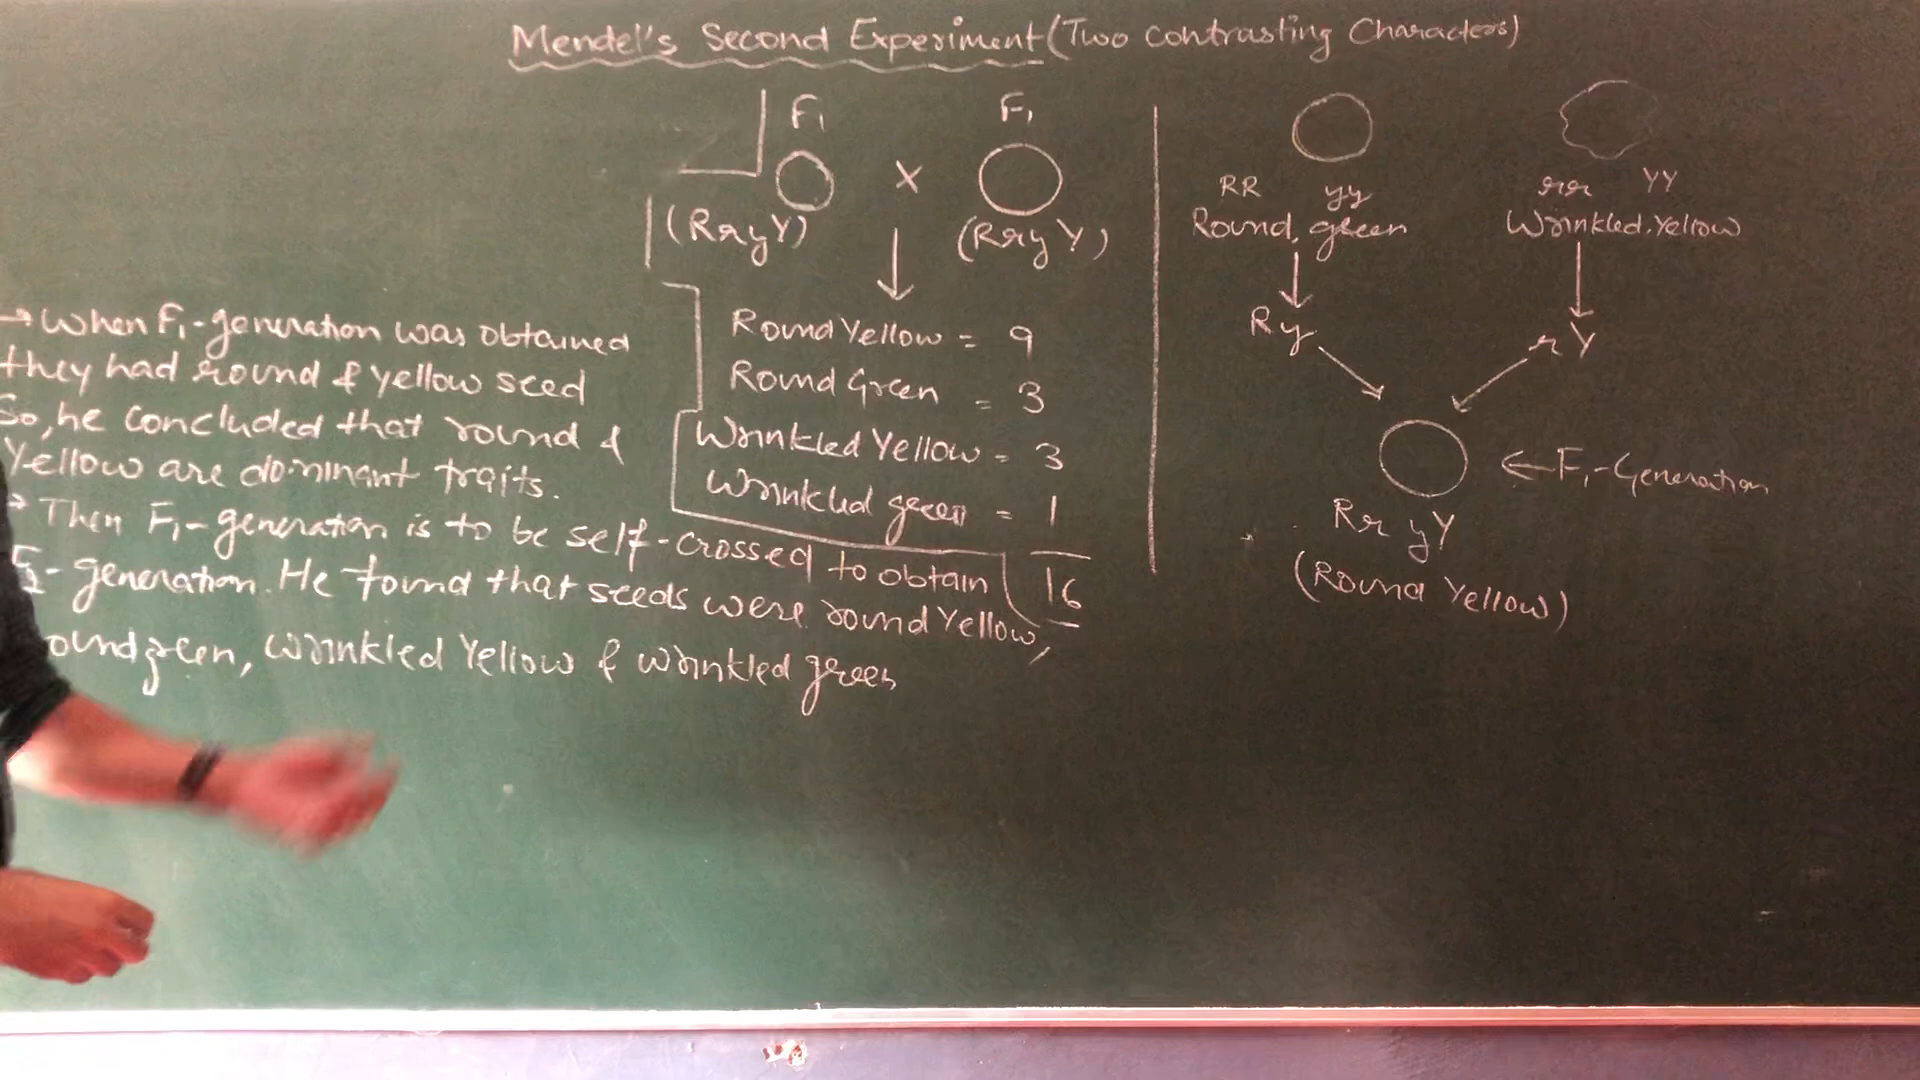 Mendel's Second Experiment (Two contrasting Characters)
F1 F1
X
(RryY) (RryY)
Round Yellow = 9
Round Green = 3
Wrinkled Yellow = 3
Wrinkled green = 1
16
→ When F1-generation was obtained
they had round & yellow seed
So, he concluded that round &
Yellow are dominant traits.
→ Then F1-generation is to be self-crossed to obtain
F2-generation. He found that seeds were round Yellow,
ound green, wrinkled Yellow & wrinkled green
RR yy rr YY
Round, green Wrinkled, Yellow
Ry rY
← F1-Generation
Rr yY
(Round Yellow)